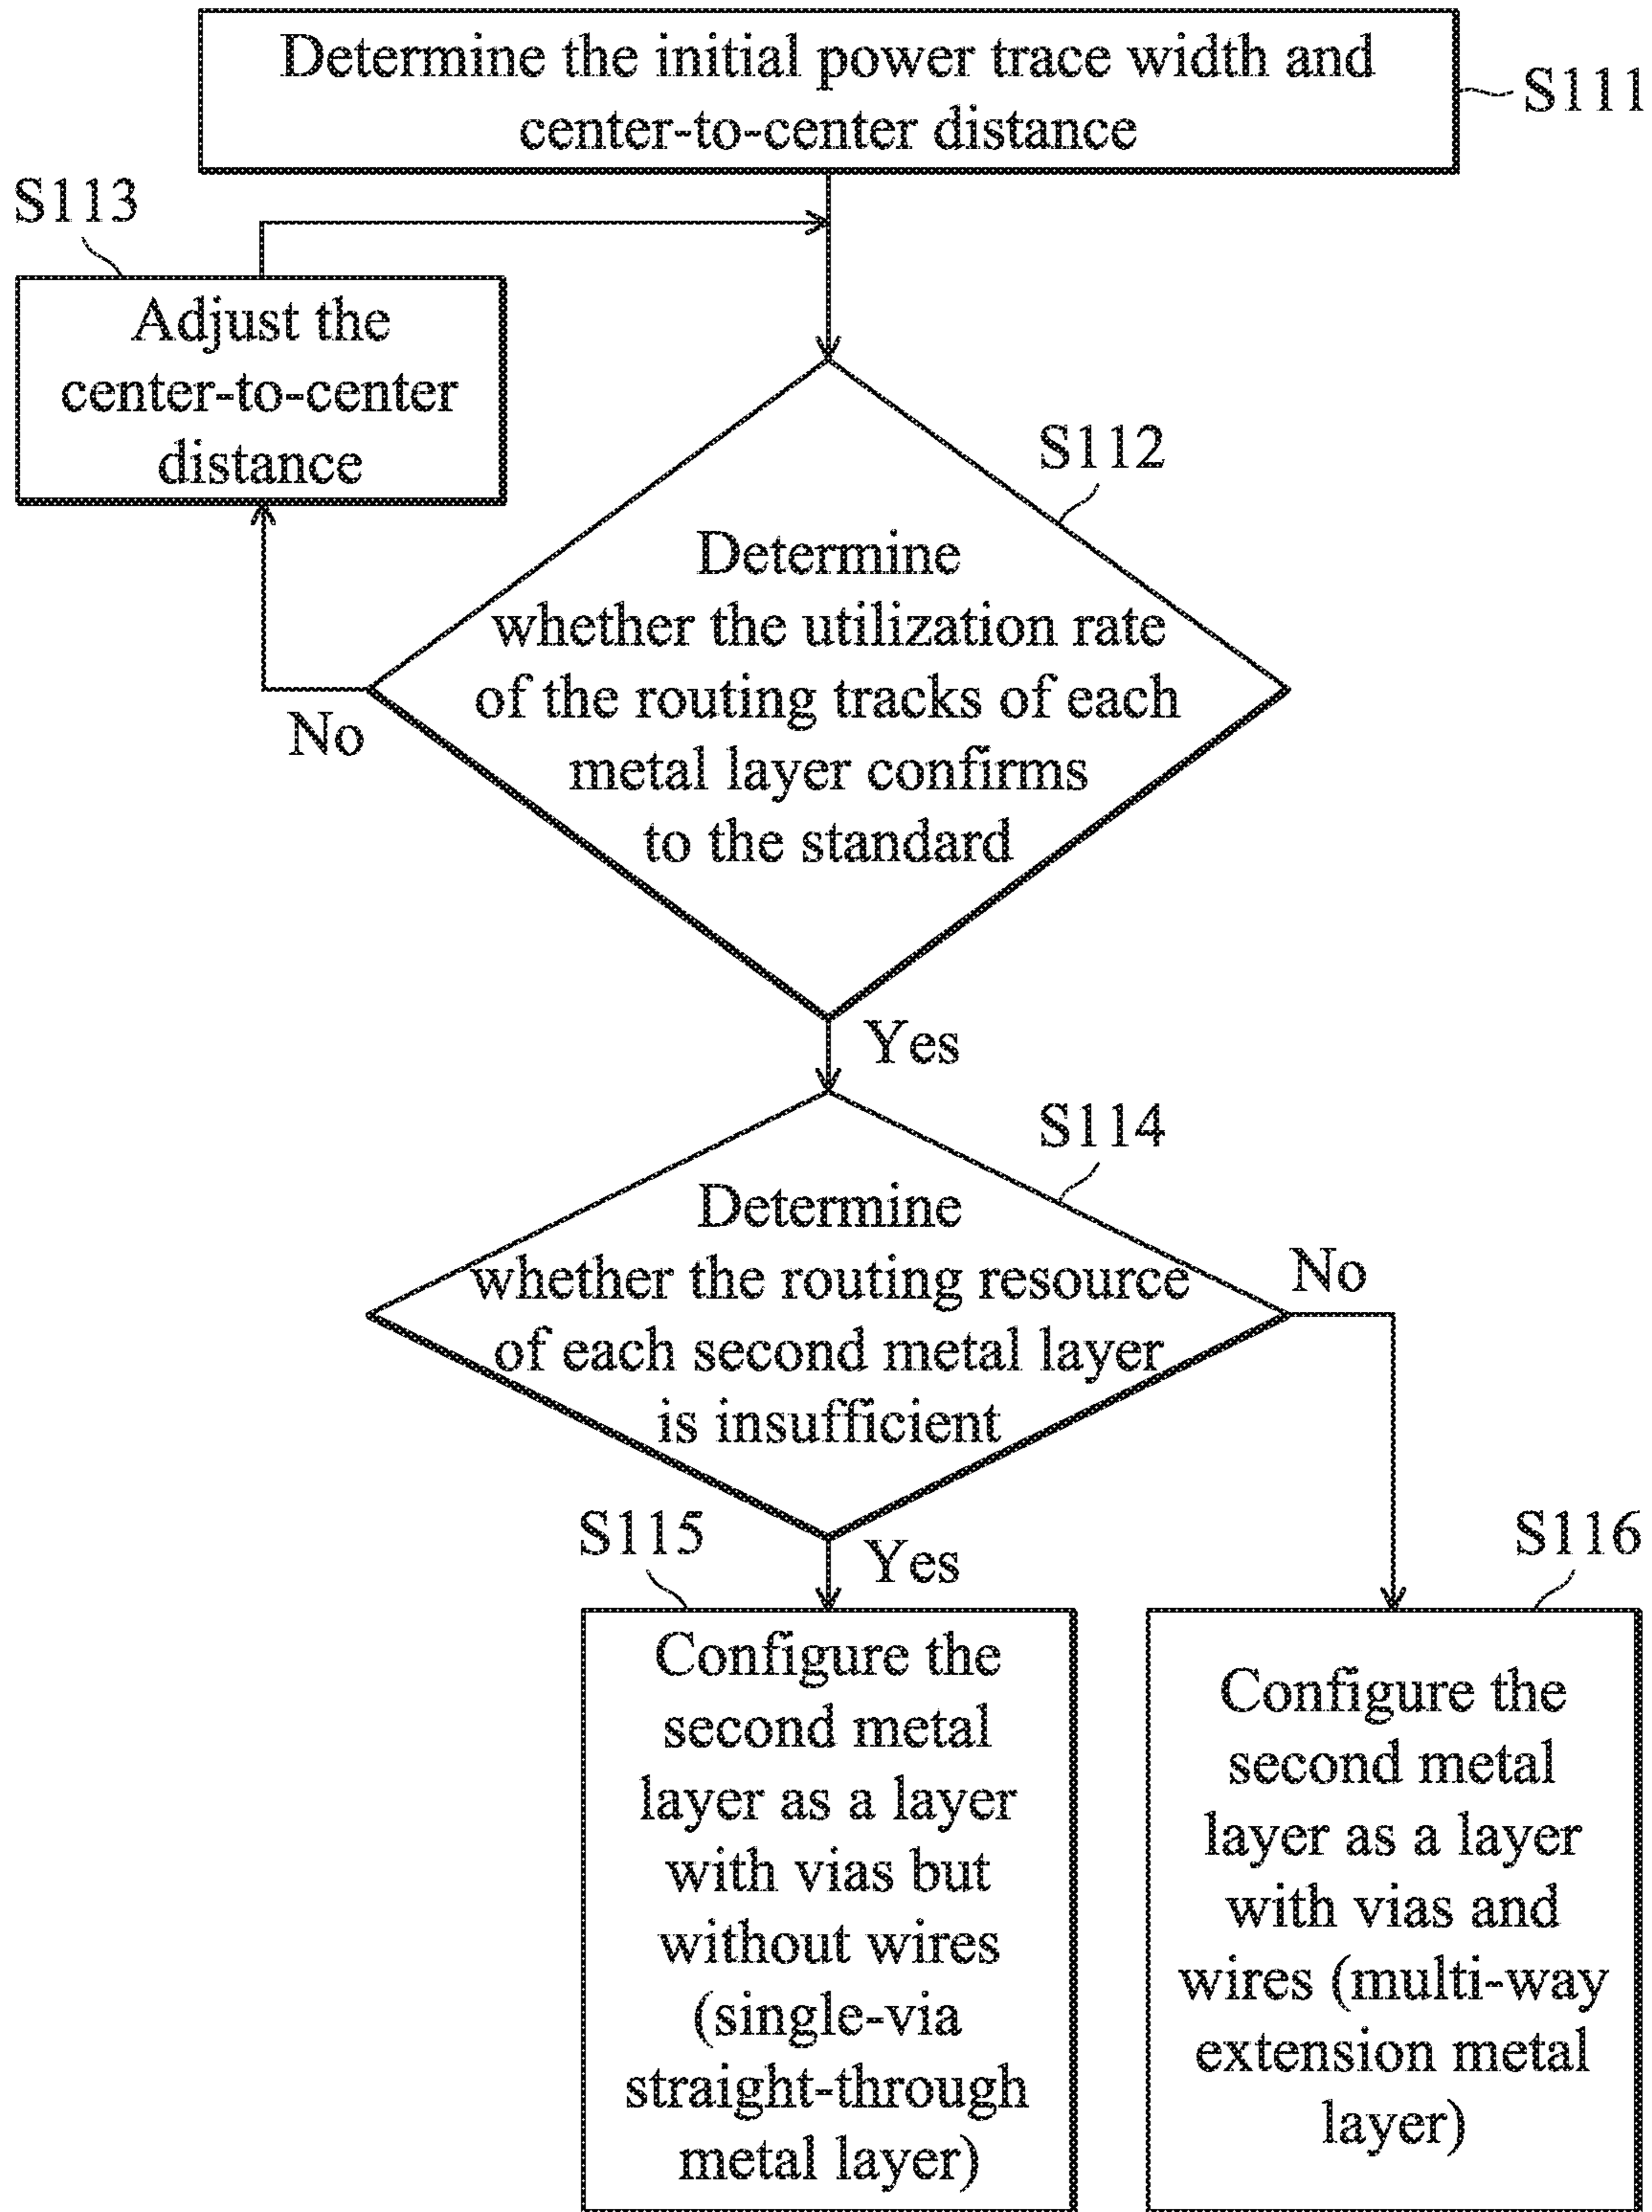 Determine the initial power trace width and
center-to-center distance
S111
S113
Adjust the
center-to-center
distance
S112
Determine
whether the utilization rate
of the routing tracks of each
metal layer confirms
to the standard
No
Yes
S114
Determine
whether the routing resource
of each second metal layer
is insufficient
No
Yes
S115
Configure the
second metal
layer as a layer
with vias but
without wires
(single-via
straight-through
metal layer)
S116
Configure the
second metal
layer as a layer
with vias and
wires (multi-way
extension metal
layer)